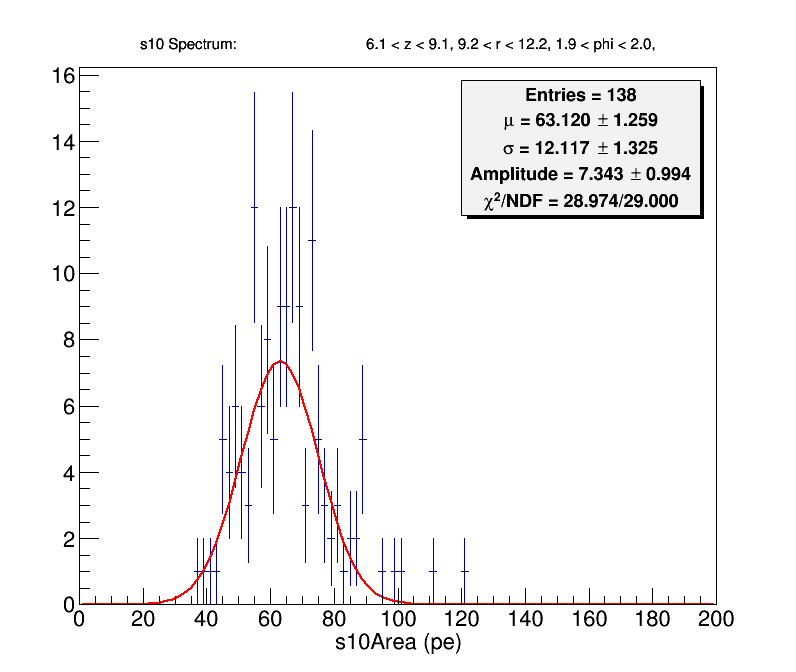 s10 Spectrum: 6.1 < z < 9.1, 9.2 < r < 12.2, 1.9 < phi < 2.0,
Entries = 138
μ = 63.120 ± 1.259
σ = 12.117 ± 1.325
Amplitude = 7.343 ± 0.994
χ²/NDF = 28.974/29.000
16
14
12
10
8
6
4
2
0
0 20 40 60 80 100 120 140 160 180 200
s10Area (pe)